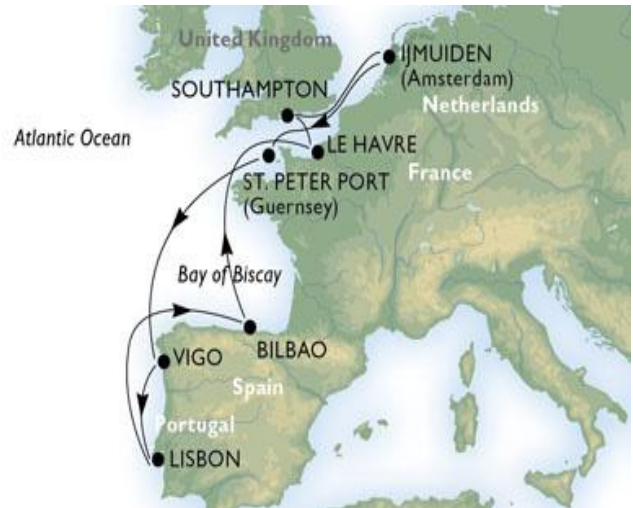 United Kingdom
IJMUIDEN
(Amsterdam)
SOUTHAMPTON
Netherlands
Atlantic Ocean
LE HAVRE
France
ST. PETER PORT
(Guernsey)
Bay of Biscay
BILBAO
VIGO
Spain
Portugal
LISBON